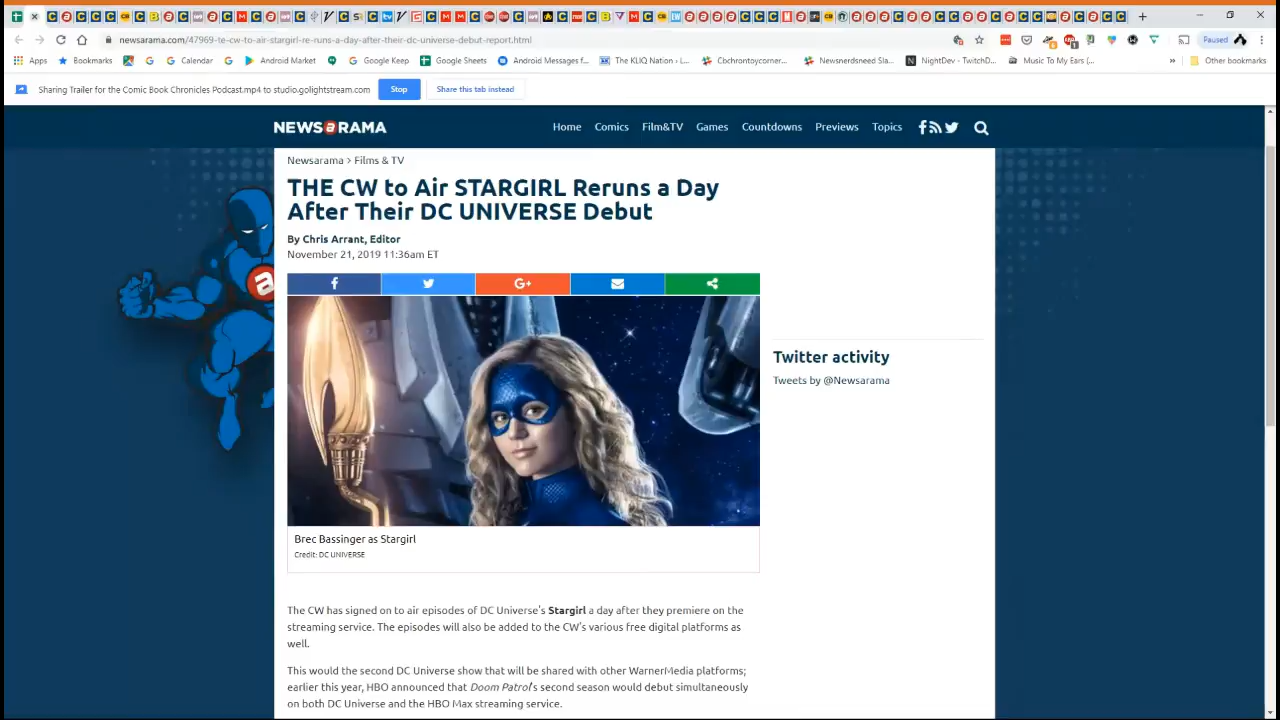 newsarama.com/47969-te-cw-to-air-stargirl-re-runs-a-day-after-their-dc-universe-debut-report.html
Paused
Apps
Bookmarks
Calendar
Android Market
Google Keep
Google Sheets
Android Messages f...
The KLIQ Nation › L...
Cbchrontoycorner...
Newsnerdsneed Sla...
NightDev – TwitchD...
Music To My Ears (...
»
Other bookmarks
Sharing Trailer for the Comic Book Chronicles Podcast.mp4 to studio.golightstream.com
Stop
Share this tab instead
NEWSaRAMA
Home
Comics
Film&TV
Games
Countdowns
Previews
Topics
Newsarama > Films & TV
THE CW to Air STARGIRL Reruns a Day
After Their DC UNIVERSE Debut
By Chris Arrant, Editor
November 21, 2019 11:36am ET
Brec Bassinger as Stargirl
Credit: DC UNIVERSE
Twitter activity
Tweets by @Newsarama
The CW has signed on to air episodes of DC Universe's Stargirl a day after they premiere on the
streaming service. The episodes will also be added to the CW's various free digital platforms as
well.
This would the second DC Universe show that will be shared with other WarnerMedia platforms;
earlier this year, HBO announced that Doom Patrol's second season would debut simultaneously
on both DC Universe and the HBO Max streaming service.